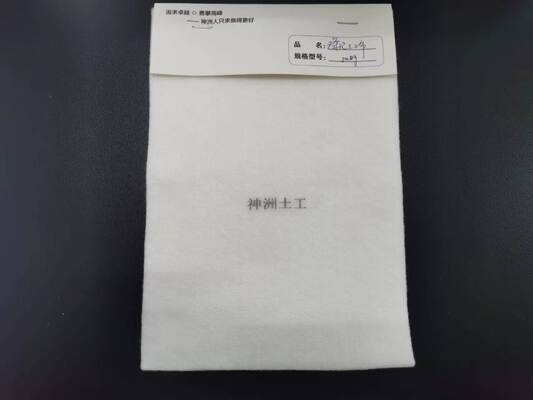 追求卓越 勇攀高峰
——神洲人只求做得更好
品 名:
规格型号:
神洲土工